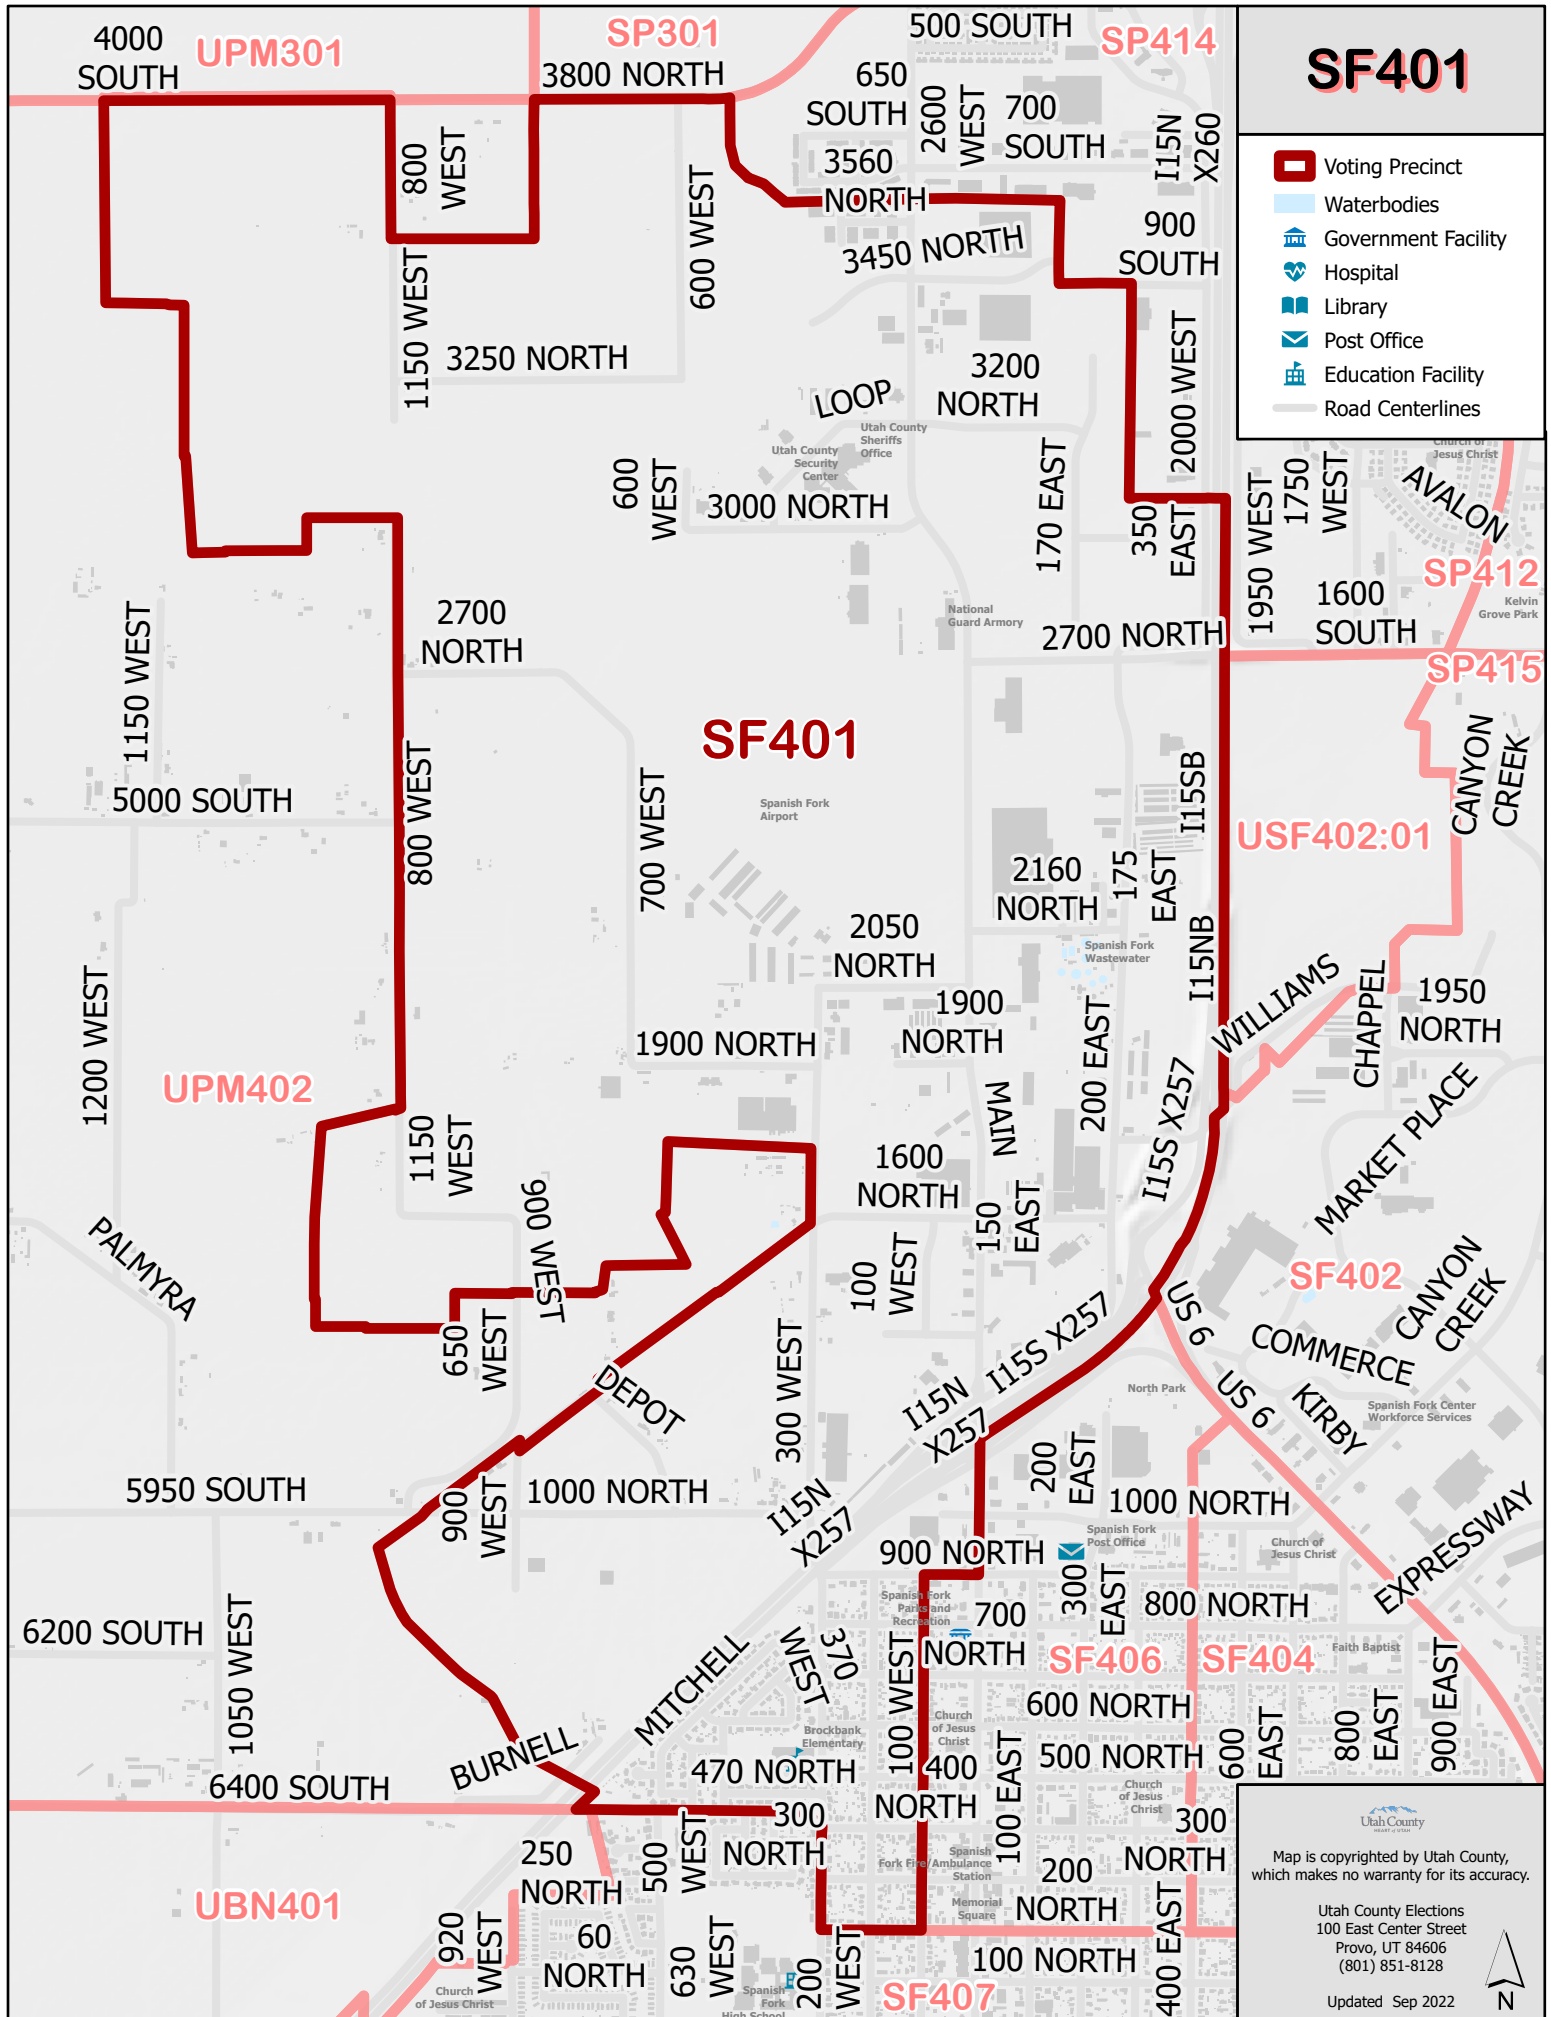 4000
SOUTH
UPM301
SP301
3800 NORTH
500 SOUTH
SP414
SF401
650
SOUTH
2600
WEST
700
SOUTH
I15N
X260
800
WEST
3560
NORTH
600 WEST
3450 NORTH
900
SOUTH
Voting Precinct
Waterbodies
Government Facility
Hospital
Library
Post Office
Education Facility
Road Centerlines
1150 WEST
3250 NORTH
3200
NORTH
2000 WEST
LOOP
Utah County
Sheriffs
Office
Utah County
Security
Center
600
WEST
3000 NORTH
170 EAST
350
EAST
1950 WEST
1750
WEST
Church of
Jesus Christ
AVALON
SP412
Kelvin
Grove Park
1600
SOUTH
SP415
1150 WEST
2700
NORTH
National
Guard Armory
2700 NORTH
SF401
CANYON
CREEK
5000 SOUTH
800 WEST
700 WEST
Spanish Fork
Airport
I15SB
USF402:01
2160
NORTH
175
EAST
2050
NORTH
Spanish Fork
Wastewater
I15NB
1200 WEST
1900
NORTH
1900 NORTH
WILLIAMS
CHAPPEL
1950
NORTH
UPM402
MAIN
200 EAST
I15S X257
MARKET PLACE
1150
WEST
900 WEST
1600
NORTH
150
EAST
PALMYRA
100
WEST
SF402
CANYON
CREEK
US 6
COMMERCE
650
WEST
DEPOT
300 WEST
I15S X257
I15N
X257
North Park
US 6
KIRBY
Spanish Fork Center
Workforce Services
5950 SOUTH
900
WEST
1000 NORTH
I15N
X257
200
EAST
1000 NORTH
Spanish Fork
Post Office
Church of
Jesus Christ
EXPRESSWAY
900 NORTH
300
EAST
800 NORTH
Spanish Fork
Parks and
Recreation
700
NORTH
6200 SOUTH
1050 WEST
MITCHELL
370
WEST
100 WEST
SF406
SF404
Faith Baptist
900 EAST
600 NORTH
Church
of Jesus
Christ
Brockbank
Elementary
BURNELL
470 NORTH
400
NORTH
100 EAST
500 NORTH
600
EAST
800
EAST
6400 SOUTH
Church
of Jesus
Christ
300
NORTH
300
NORTH
500
WEST
250
NORTH
Spanish
Fork Fire/Ambulance
Station
200
NORTH
Memorial
Square
UBN401
920
WEST
60
NORTH
630
WEST
200
WEST
100 NORTH
400 EAST
SF407
Church
of Jesus Christ
Spanish
Fork
High School
Utah County
HEART of UTAH
Map is copyrighted by Utah County,
which makes no warranty for its accuracy.
Utah County Elections
100 East Center Street
Provo, UT 84606
(801) 851-8128
Updated  Sep 2022
N